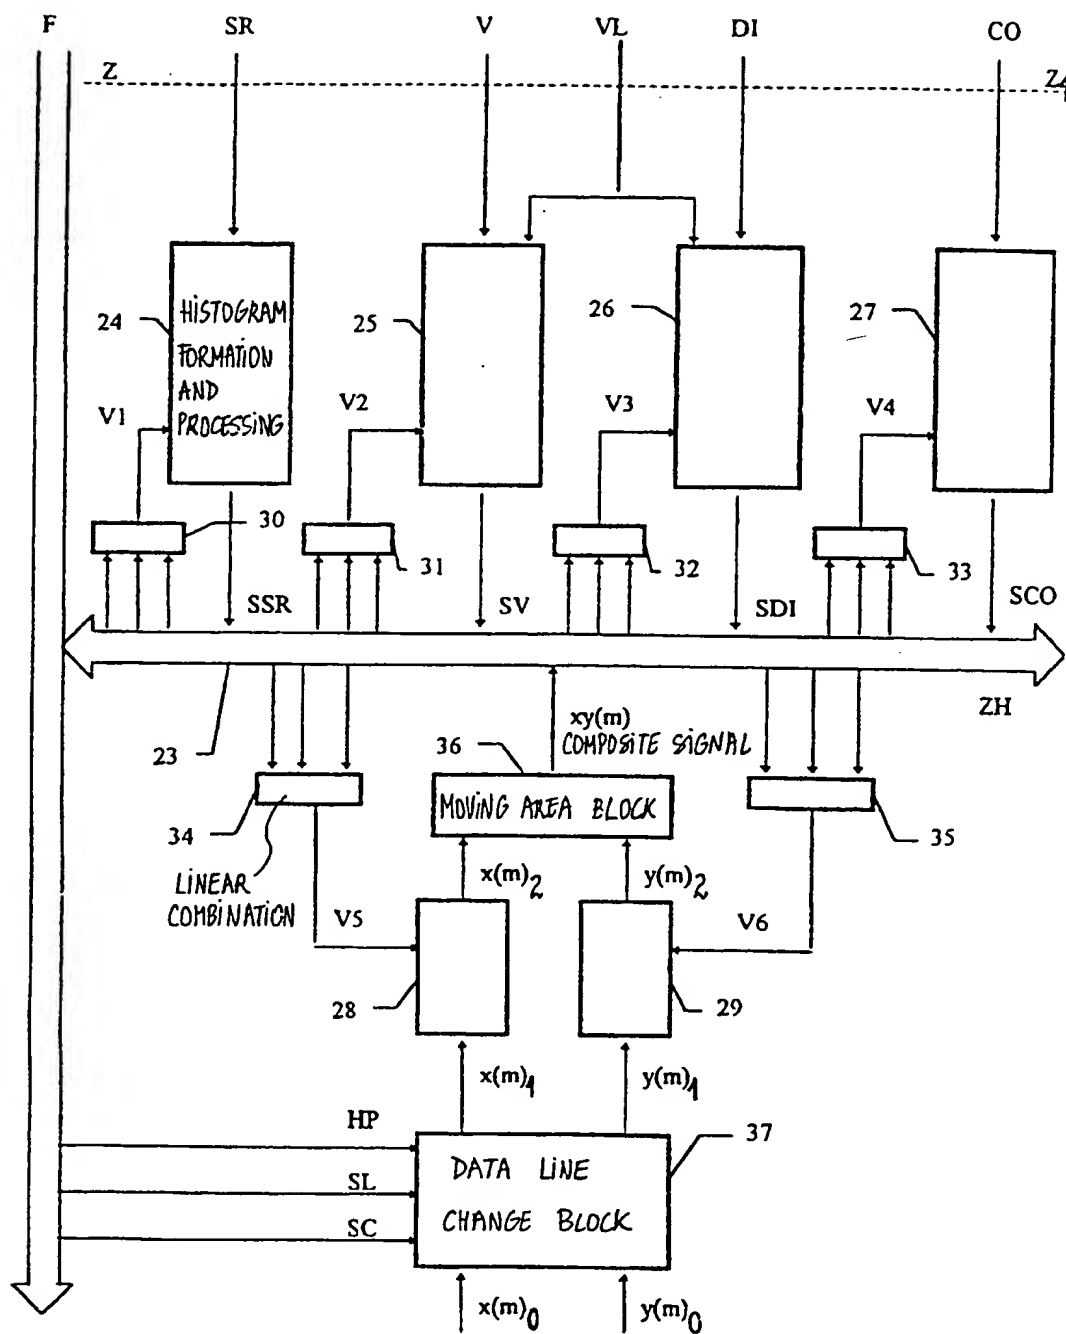 F SR V VL DI CO
Z Z₁
24 HISTOGRAM FORMATION AND PROCESSING 25 26 27
V1 V2 V3 V4
30 31 32 33
SSR SV SDI SCO
ZH
23 xy(m)
COMPOSITE SIGNAL
36 MOVING AREA BLOCK
34 35
LINEAR COMBINATION
x(m)₂ y(m)₂
V5 V6
28 29
x(m)₁ y(m)₁
HP 37
SL DATA LINE CHANGE BLOCK
SC
x(m)₀ y(m)₀